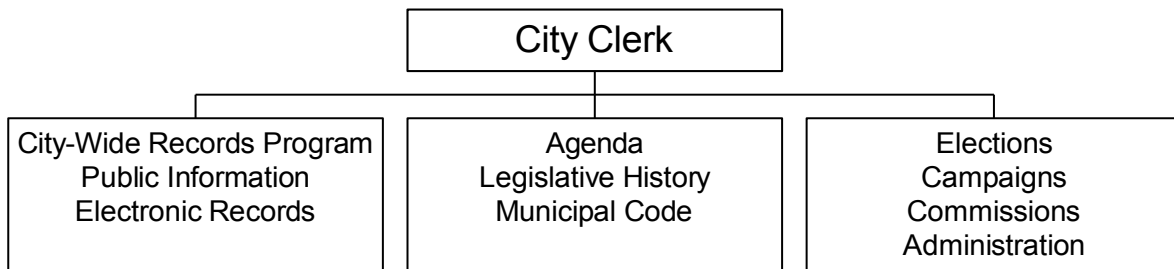 City Clerk
City-Wide Records Program
Public Information
Electronic Records
Agenda
Legislative History
Municipal Code
Elections
Campaigns
Commissions
Administration